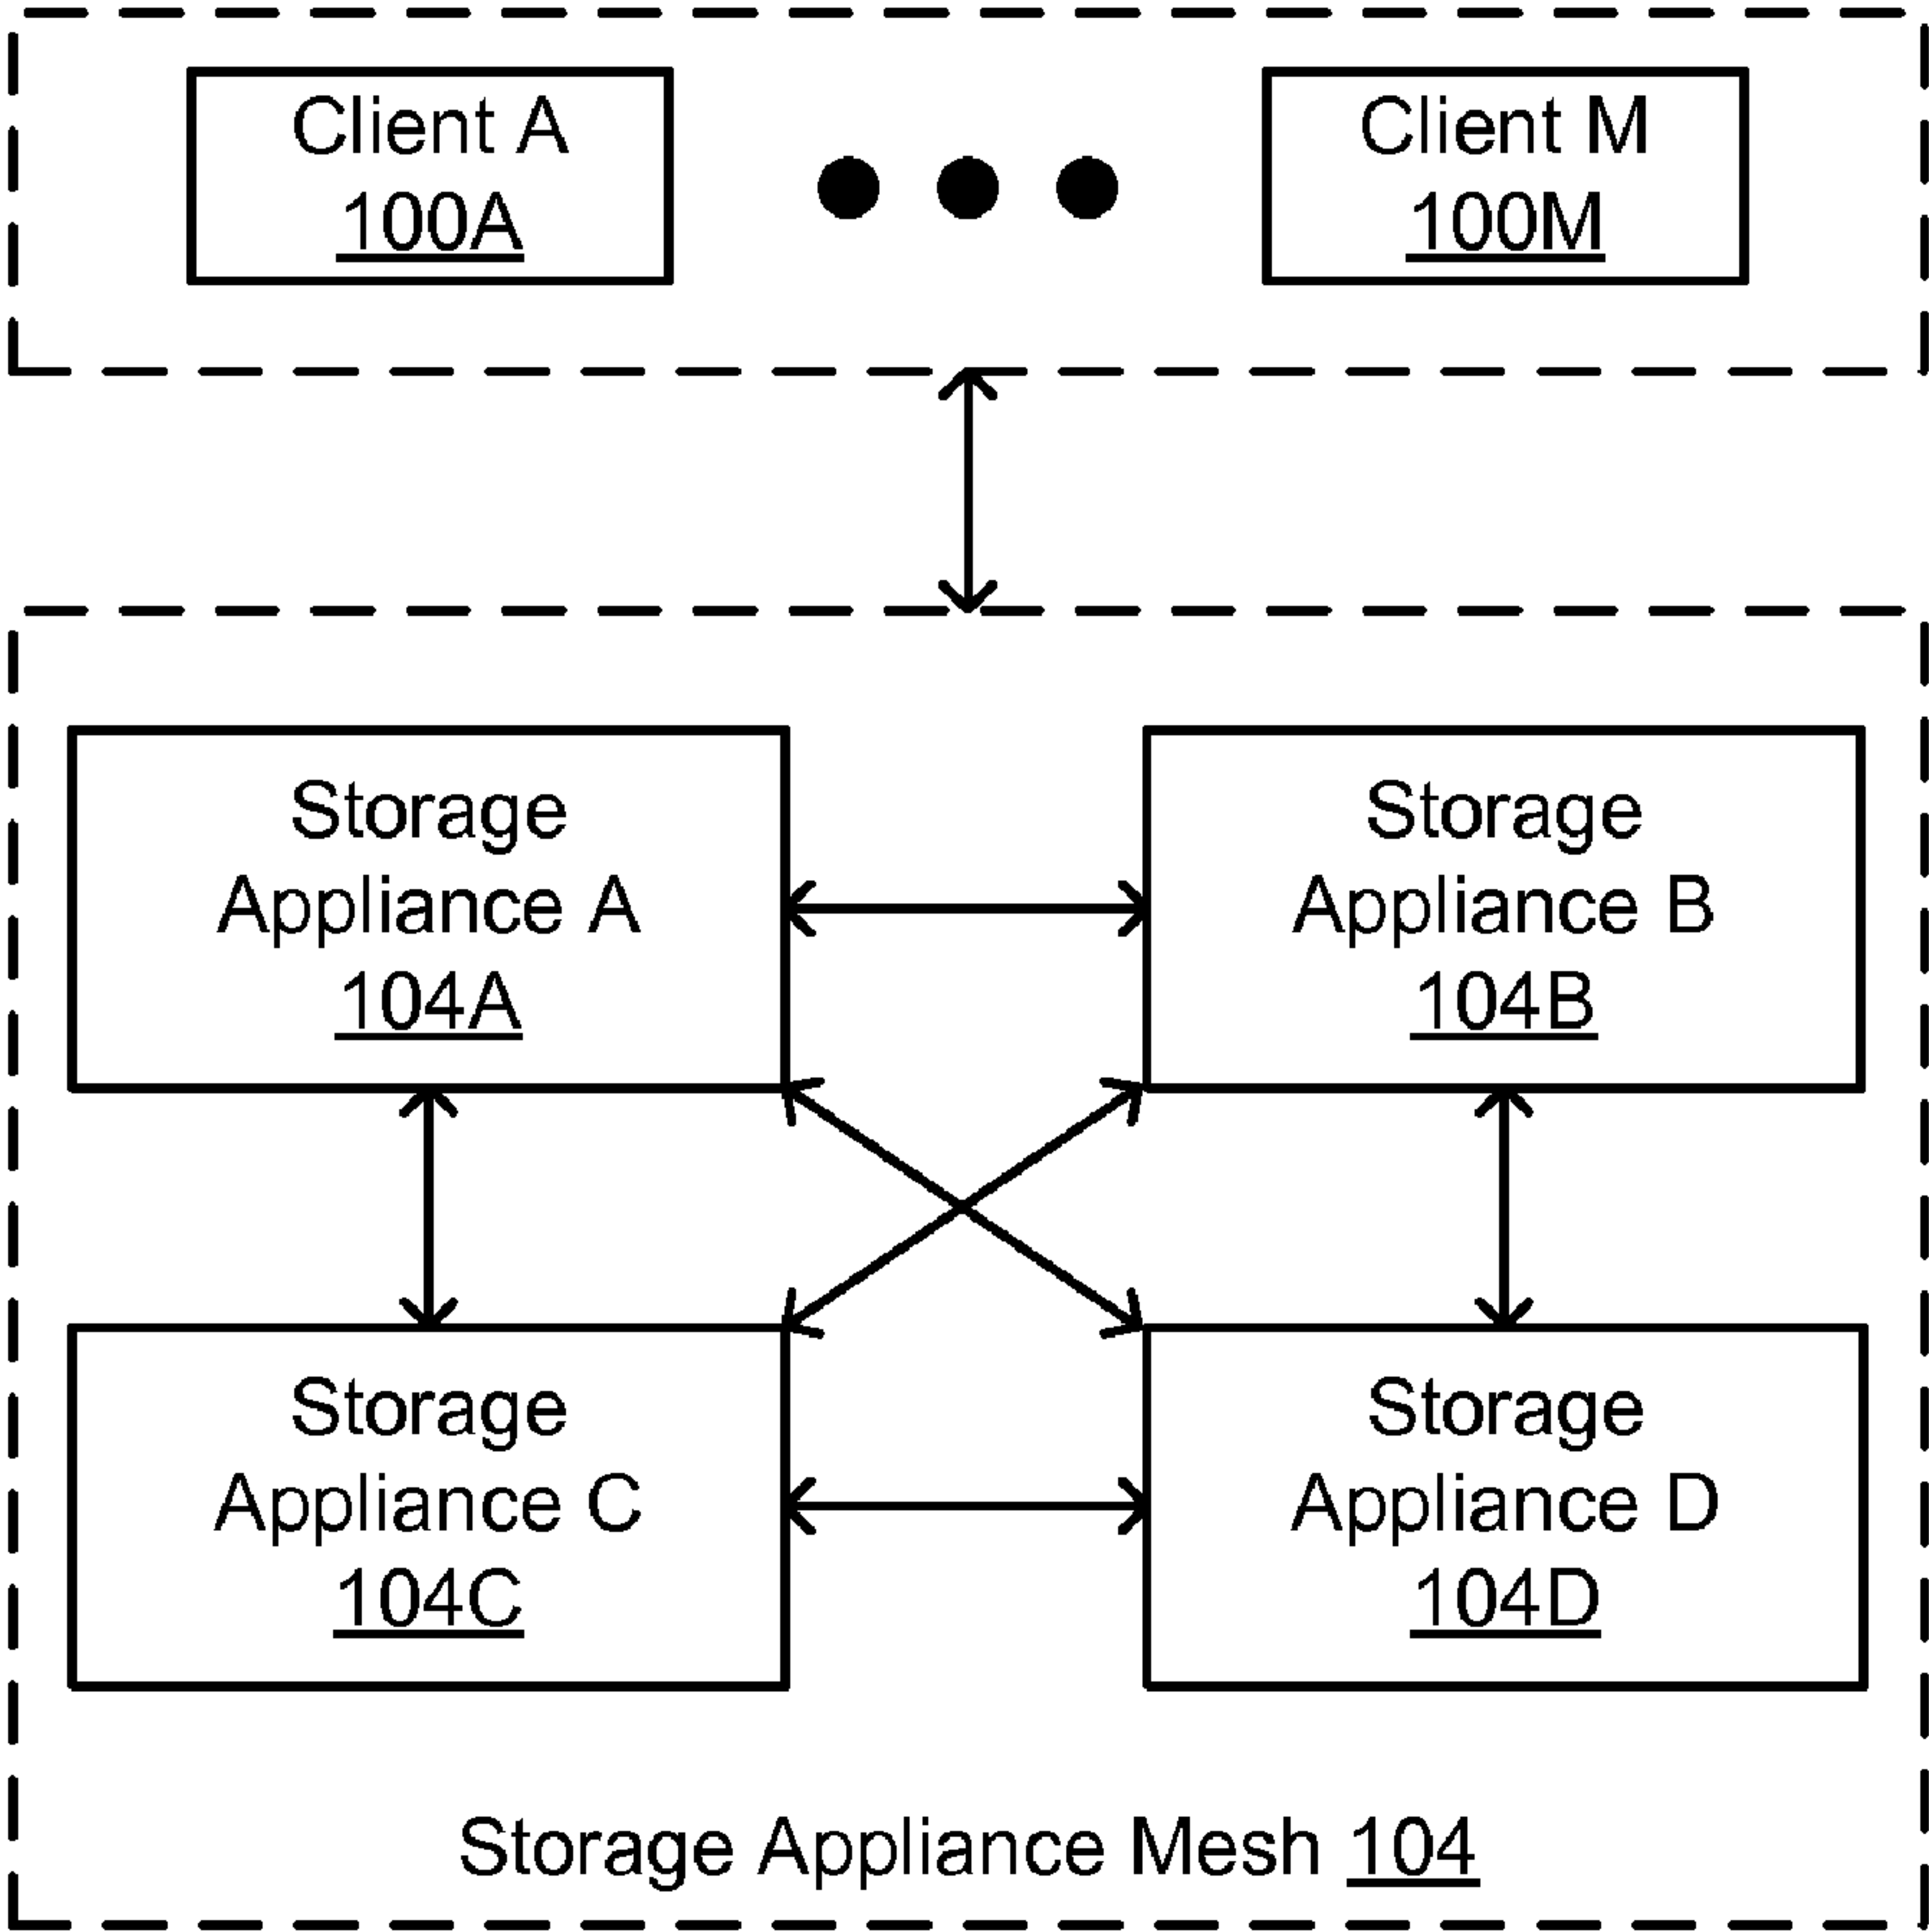 Client A
100A
Client M
100M
Storage
Appliance A
104A
Storage
Appliance B
104B
Storage
Appliance C
104C
Storage
Appliance D
104D
Storage Appliance Mesh 104